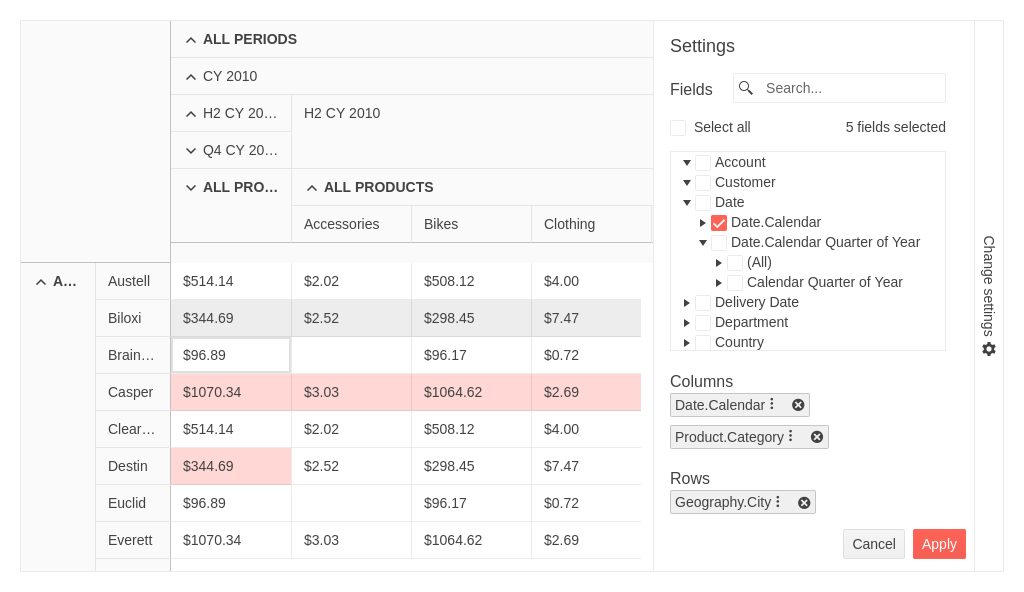 ALL PERIODS
CY 2010
H2 CY 20… H2 CY 2010
Q4 CY 20…
ALL PRO… ALL PRODUCTS
Accessories Bikes Clothing
A… Austell $514.14 $2.02 $508.12 $4.00
Biloxi $344.69 $2.52 $298.45 $7.47
Brain… $96.89 $96.17 $0.72
Casper $1070.34 $3.03 $1064.62 $2.69
Clear… $514.14 $2.02 $508.12 $4.00
Destin $344.69 $2.52 $298.45 $7.47
Euclid $96.89 $96.17 $0.72
Everett $1070.34 $3.03 $1064.62 $2.69
Settings
Fields Search...
Select all 5 fields selected
Account
Customer
Date
Date.Calendar
Date.Calendar Quarter of Year
(All)
Calendar Quarter of Year
Delivery Date
Department
Country
Columns
Date.Calendar
Product.Category
Rows
Geography.City
Cancel Apply
Change settings